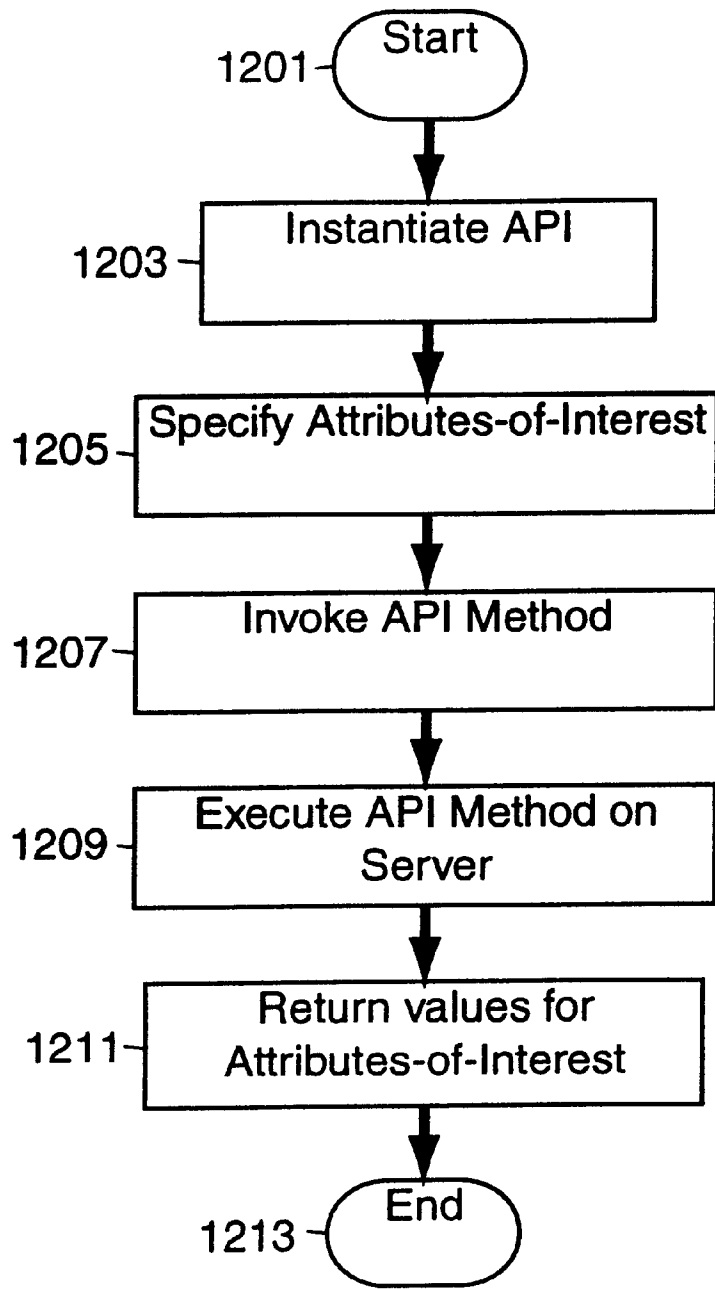 Start
1201
Instantiate API
1203
Specify Attributes-of-Interest
1205
Invoke API Method
1207
Execute API Method on
Server
1209
Return values for
Attributes-of-Interest
1211
End
1213